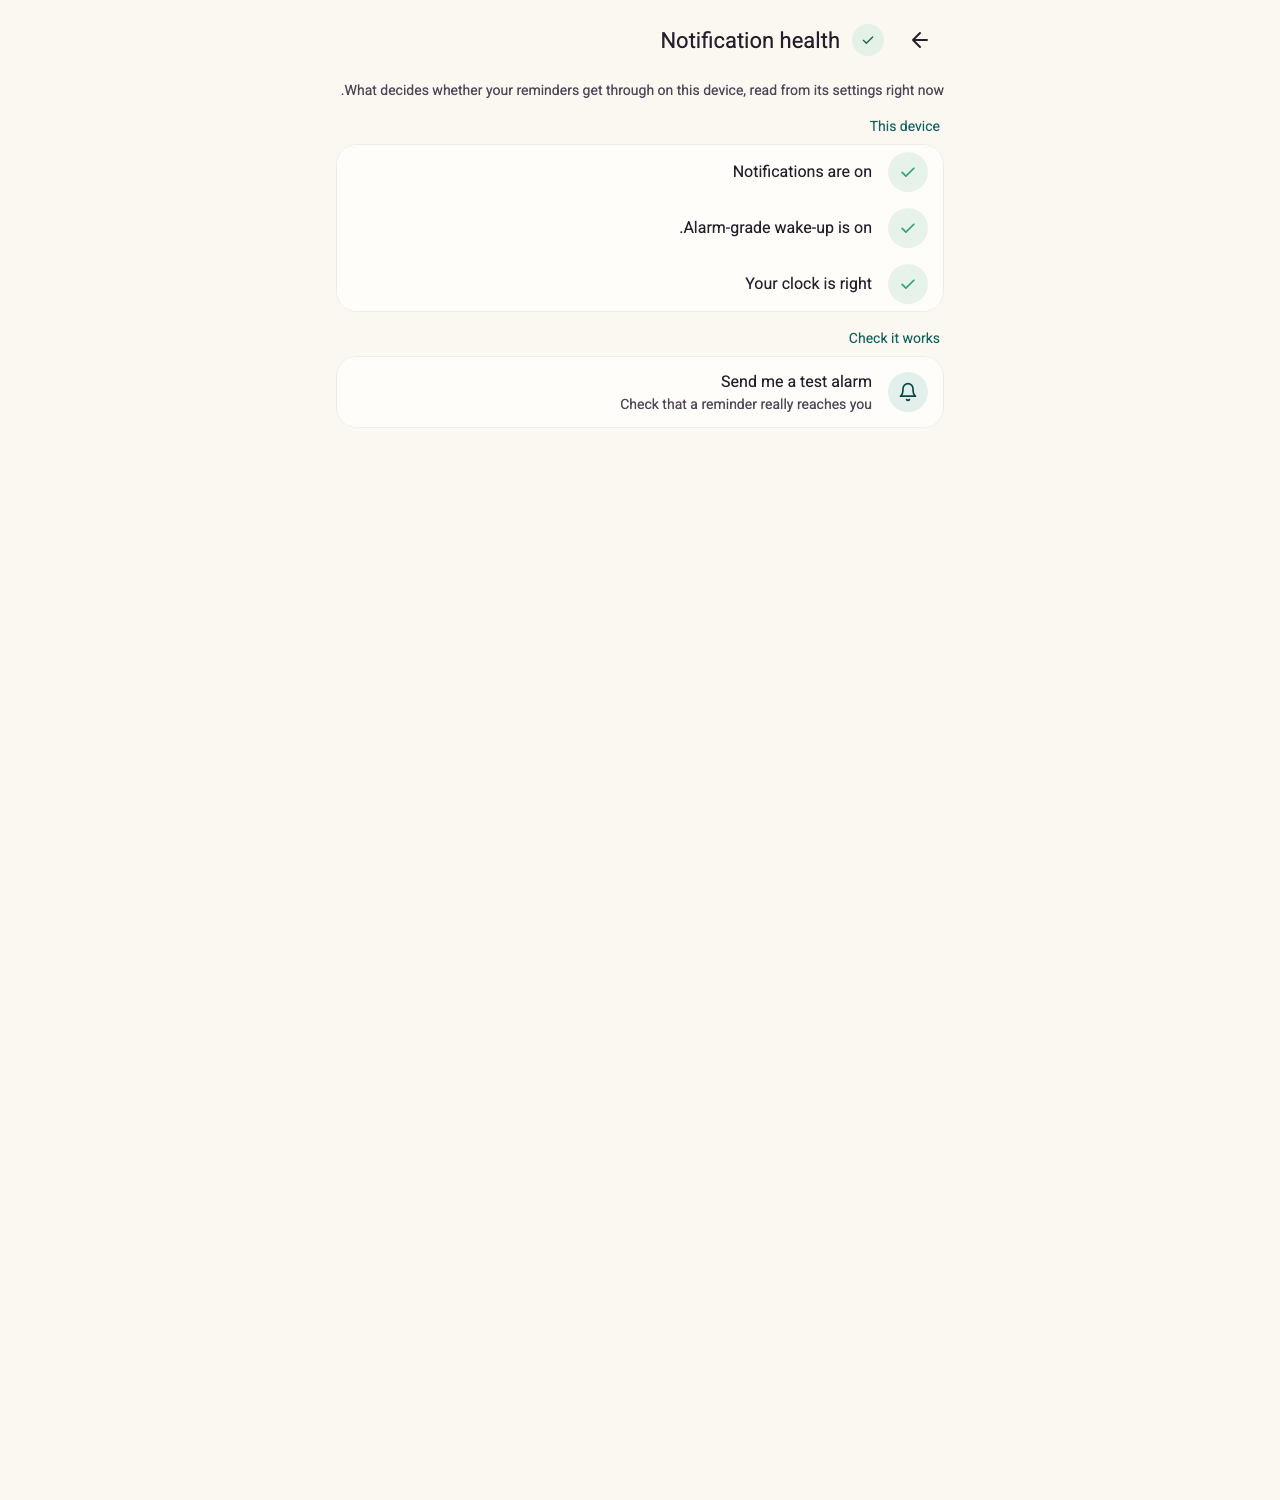 Notification health
.What decides whether your reminders get through on this device, read from its settings right now
This device
Notifications are on
.Alarm-grade wake-up is on
Your clock is right
Check it works
Send me a test alarm
Check that a reminder really reaches you